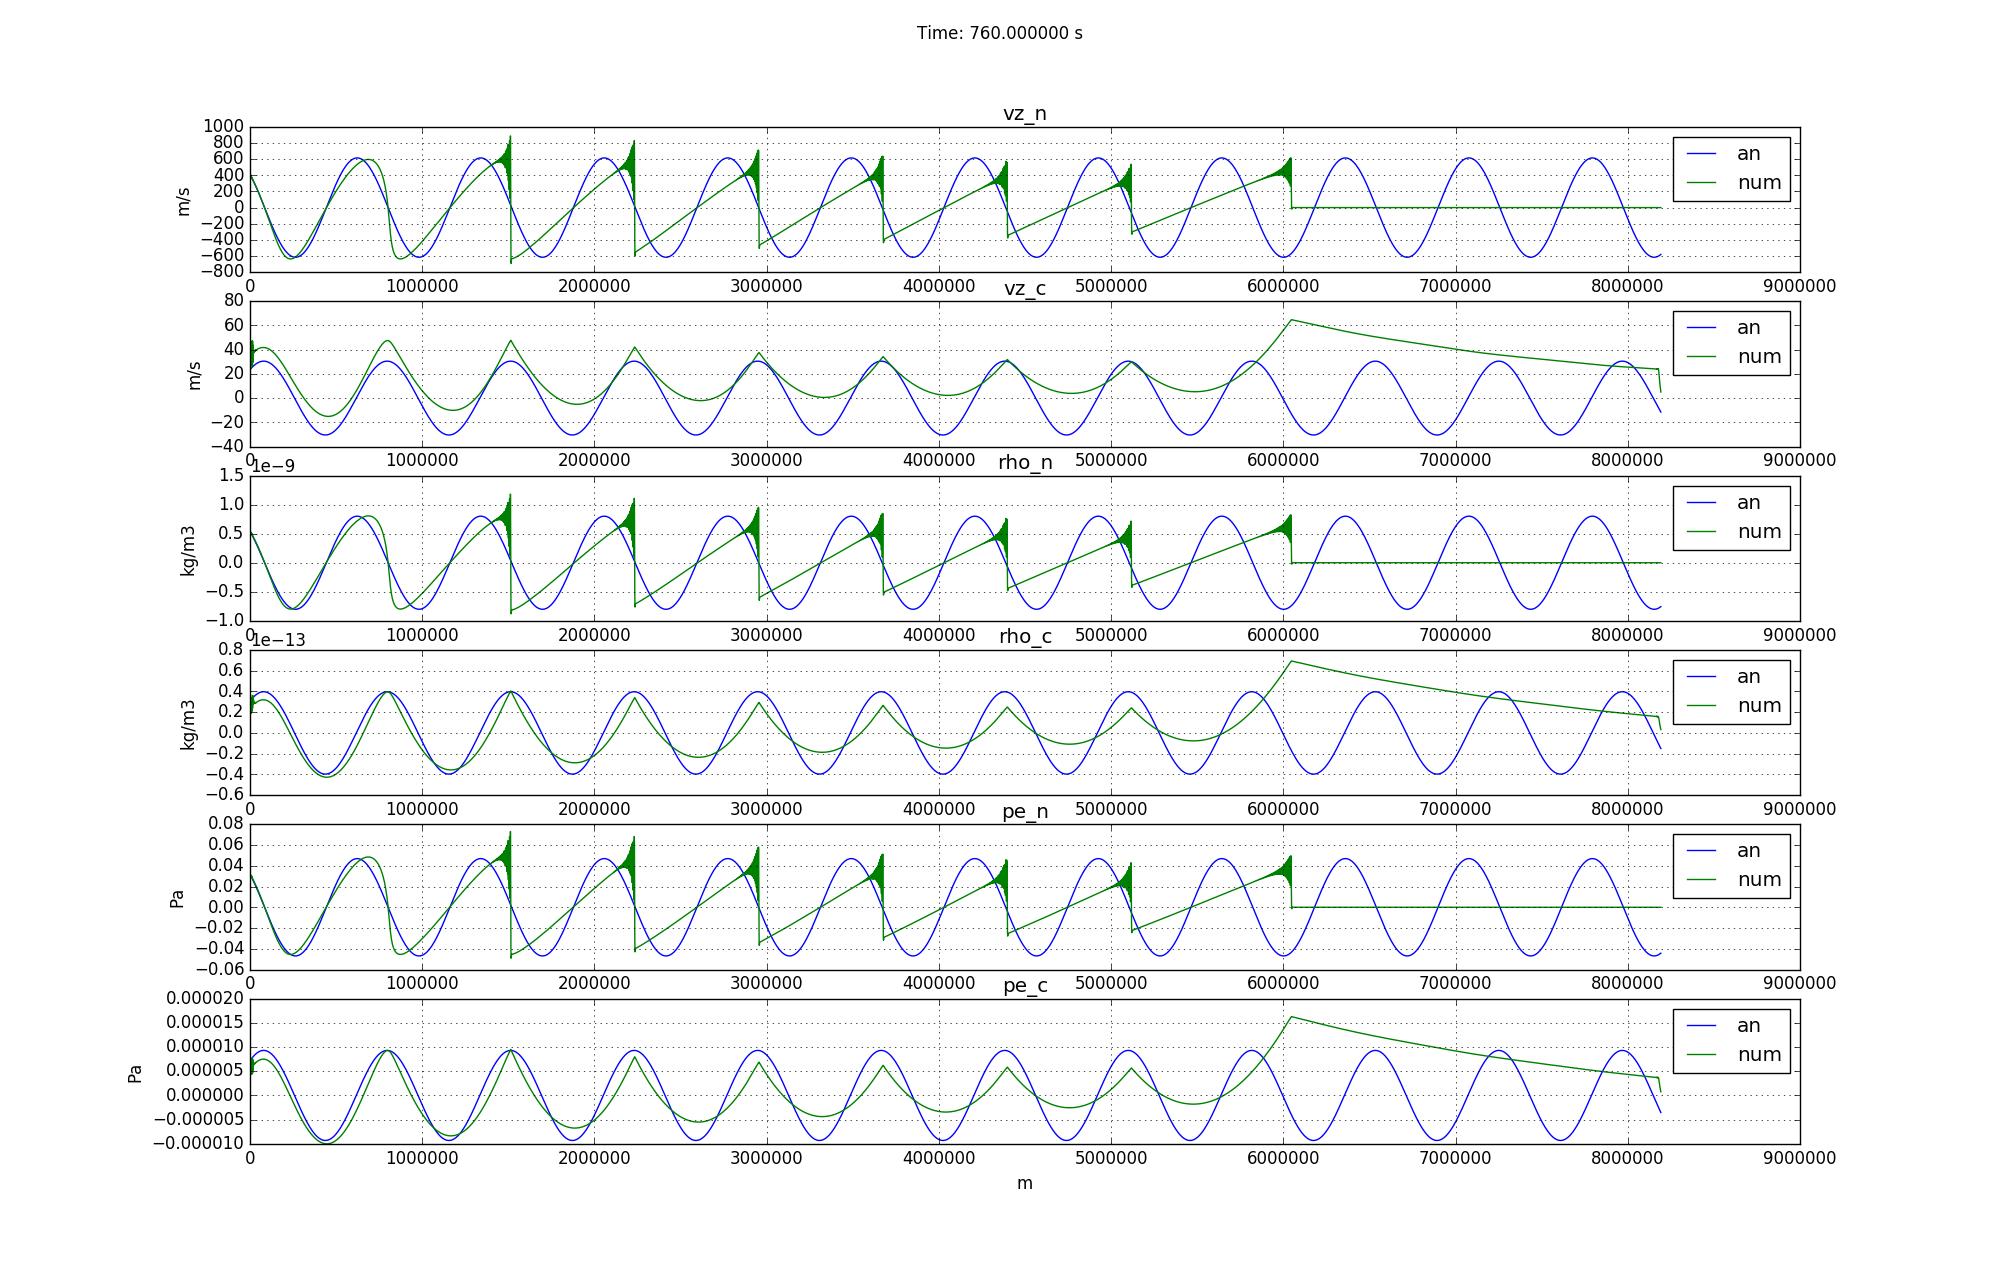 Time: 760.000000 s
vz_n
1000
800
600
400
200
0
−200
−400
−600
−800
m/s
an
num
0 1000000 2000000 3000000 4000000 5000000 6000000 7000000 8000000 9000000
vz_c
80
60
40
20
0
−20
−40
m/s
an
num
0 1000000 2000000 3000000 4000000 5000000 6000000 7000000 8000000 9000000
1e−9
rho_n
1.5
1.0
0.5
0.0
−0.5
−1.0
kg/m3
an
num
0 1000000 2000000 3000000 4000000 5000000 6000000 7000000 8000000 9000000
1e−13
rho_c
0.8
0.6
0.4
0.2
0.0
−0.2
−0.4
−0.6
kg/m3
an
num
0 1000000 2000000 3000000 4000000 5000000 6000000 7000000 8000000 9000000
pe_n
0.08
0.06
0.04
0.02
0.00
−0.02
−0.04
−0.06
Pa
an
num
0 1000000 2000000 3000000 4000000 5000000 6000000 7000000 8000000 9000000
pe_c
0.000020
0.000015
0.000010
0.000005
0.000000
−0.000005
−0.000010
Pa
an
num
0 1000000 2000000 3000000 4000000 5000000 6000000 7000000 8000000 9000000
m